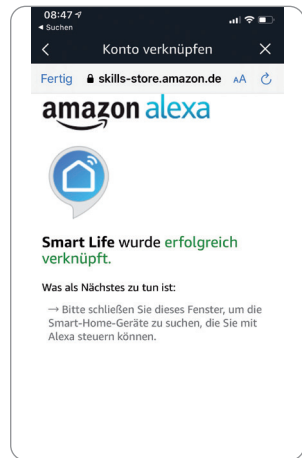 08:47
Suchen
Konto verknüpfen
Fertig skills-store.amazon.de AA
amazon alexa
Smart Life wurde erfolgreich
verknüpft.
Was als Nächstes zu tun ist:
→ Bitte schließen Sie dieses Fenster, um die
Smart-Home-Geräte zu suchen, die Sie mit
Alexa steuern können.